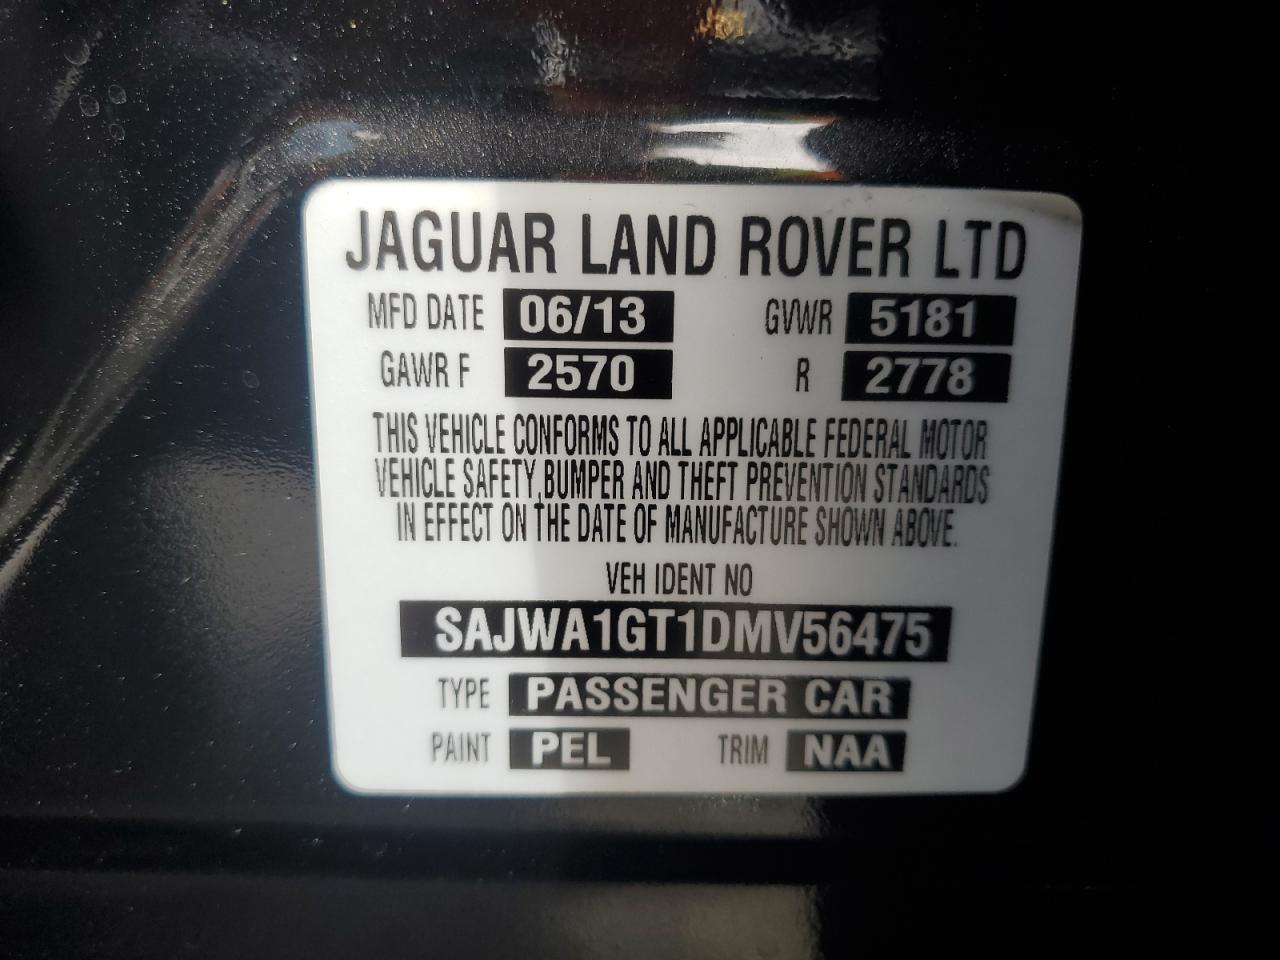 JAGUAR LAND ROVER LTD
MFD DATE 06/13 GVWR 5181
GAWR F 2570 R 2778
THIS VEHICLE CONFORMS TO ALL APPLICABLE FEDERAL MOTOR
VEHICLE SAFETY,BUMPER AND THEFT PREVENTION STANDARDS
IN EFFECT ON THE DATE OF MANUFACTURE SHOWN ABOVE.
VEH IDENT NO
SAJWA1GT1DMV56475
TYPE PASSENGER CAR
PAINT PEL TRIM NAA